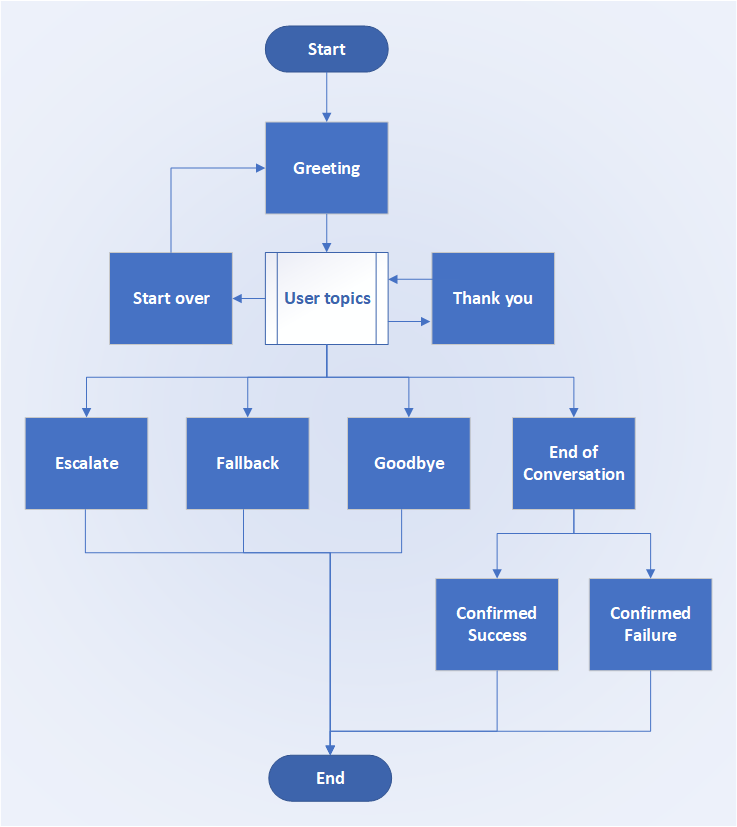 Start
Greeting
Start over
User topics
Thank you
Escalate
Fallback
Goodbye
End of
Conversation
Confirmed
Success
Confirmed
Failure
End